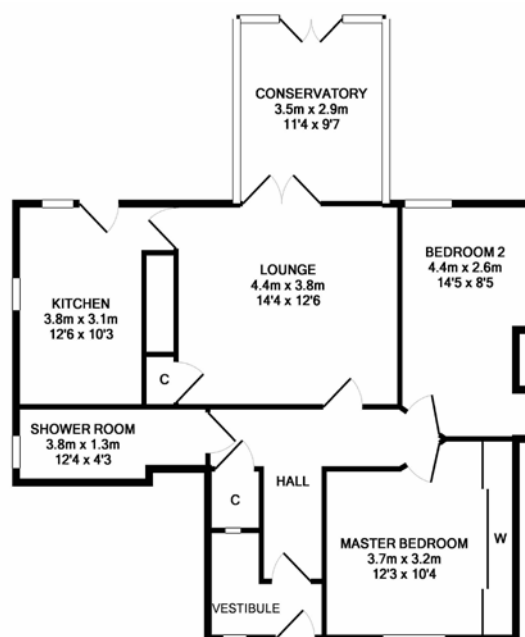 CONSERVATORY
3.5m x 2.9m
11'4 x 9'7
BEDROOM 2
4.4m x 2.6m
14'5 x 8'5
LOUNGE
4.4m x 3.8m
14'4 x 12'6
KITCHEN
3.8m x 3.1m
12'6 x 10'3
C
SHOWER ROOM
3.8m x 1.3m
12'4 x 4'3
HALL
C
MASTER BEDROOM
3.7m x 3.2m
12'3 x 10'4
W
VESTIBULE